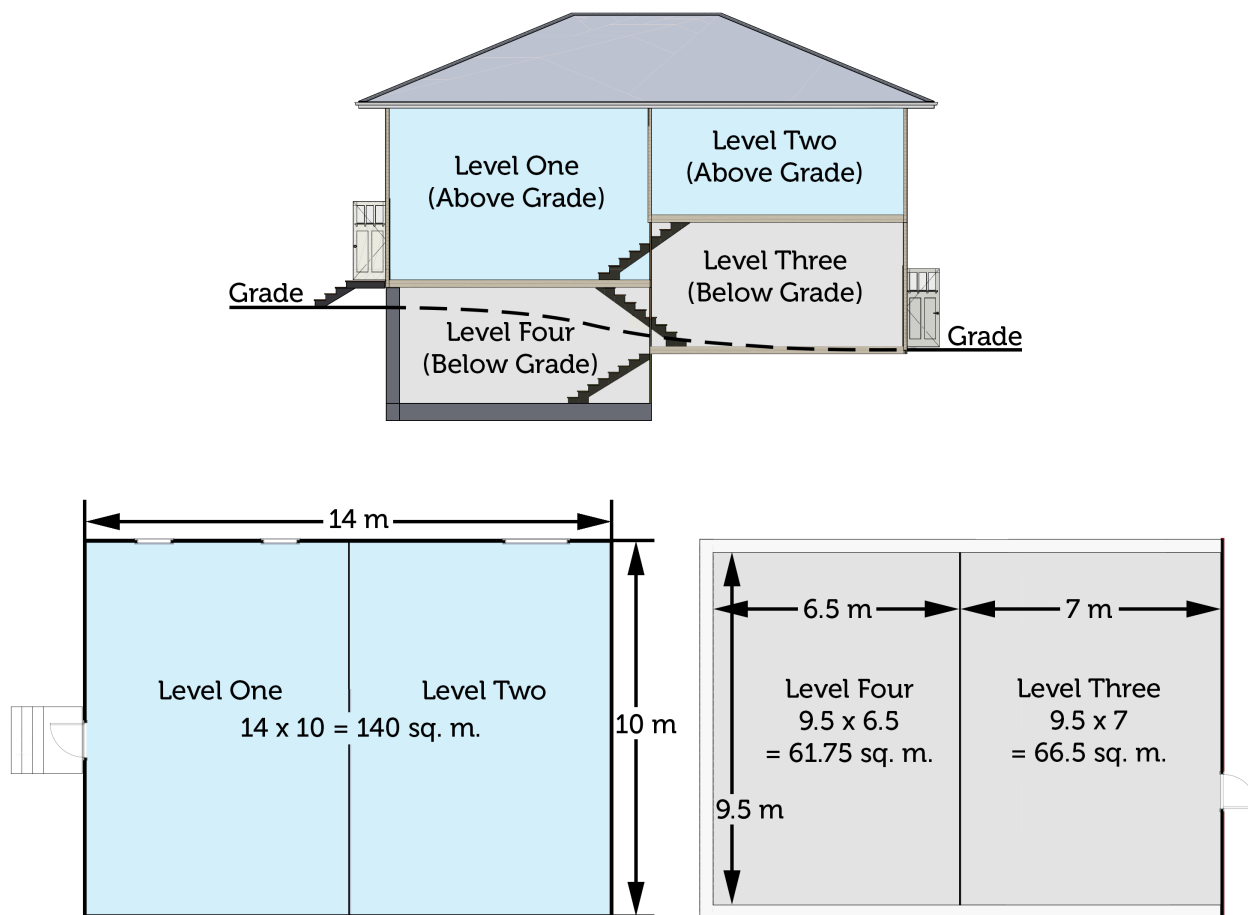 Level One
(Above Grade)
Level Two
(Above Grade)
Level Three
(Below Grade)
Grade
Level Four
(Below Grade)
Grade
14 m
Level One
Level Two
14 x 10 = 140 sq. m.
10 m
6.5 m
7 m
Level Four
9.5 x 6.5
= 61.75 sq. m.
Level Three
9.5 x 7
= 66.5 sq. m.
9.5 m